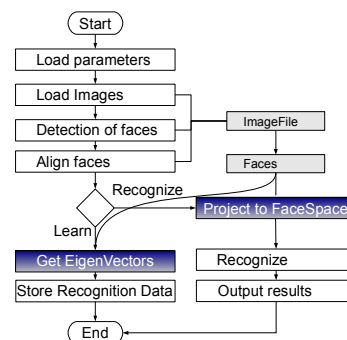 Start
Load parameters
Load Images
Detection of faces
Align faces
ImageFile
Faces
Recognize
Learn
Project to FaceSpace
Get EigenVectors
Recognize
Store Recognition Data
Output results
End